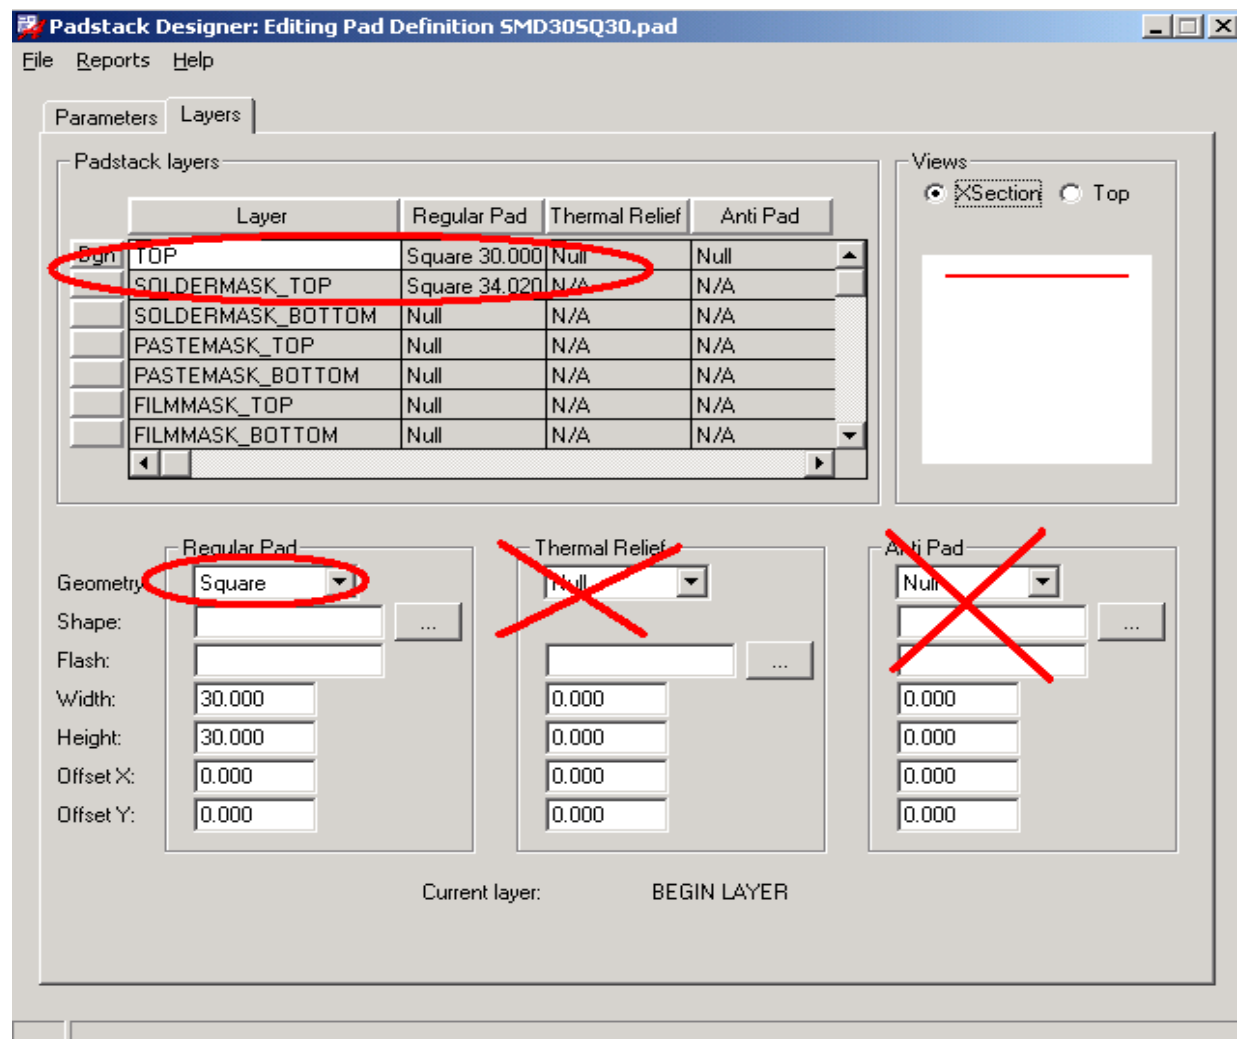 Padstack Designer: Editing Pad Definition SMD30SQ30.pad
File Reports Help
Parameters Layers
Padstack layers
Views
XSection Top
Layer Regular Pad Thermal Relief Anti Pad
Bgn TOP Square 30.000 Null Null
SOLDERMASK_TOP Square 34.020 N/A N/A
SOLDERMASK_BOTTOM Null N/A N/A
PASTEMASK_TOP Null N/A N/A
PASTEMASK_BOTTOM Null N/A N/A
FILMMASK_TOP Null N/A N/A
FILMMASK_BOTTOM Null N/A N/A
Regular Pad Thermal Relief Anti Pad
Geometry: Square Null Null
Shape: ... ...
Flash: ...
Width: 30.000 0.000 0.000
Height: 30.000 0.000 0.000
Offset X: 0.000 0.000 0.000
Offset Y: 0.000 0.000 0.000
Current layer: BEGIN LAYER